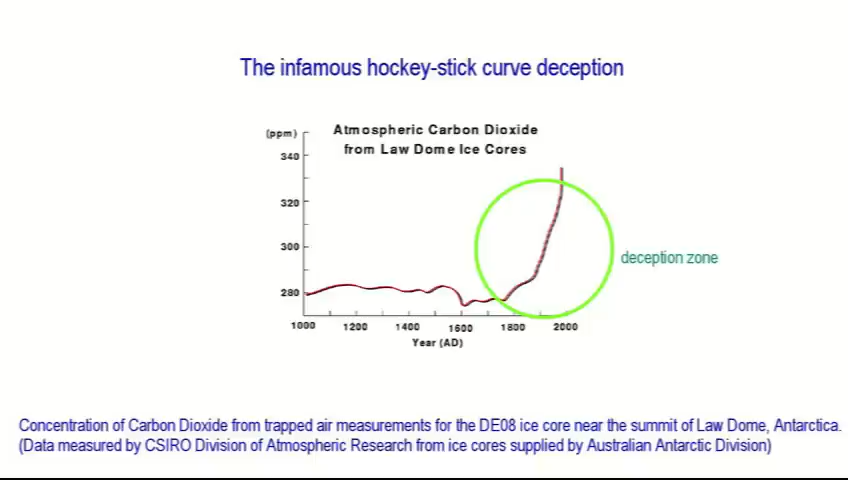 The infamous hockey-stick curve deception
Atmospheric Carbon Dioxide
from Law Dome Ice Cores
(ppm)
340
320
300
280
deception zone
1000 1200 1400 1600 1800 2000
Year (AD)
Concentration of Carbon Dioxide from trapped air measurements for the DE08 ice core near the summit of Law Dome, Antarctica.
(Data measured by CSIRO Division of Atmospheric Research from ice cores supplied by Australian Antarctic Division)